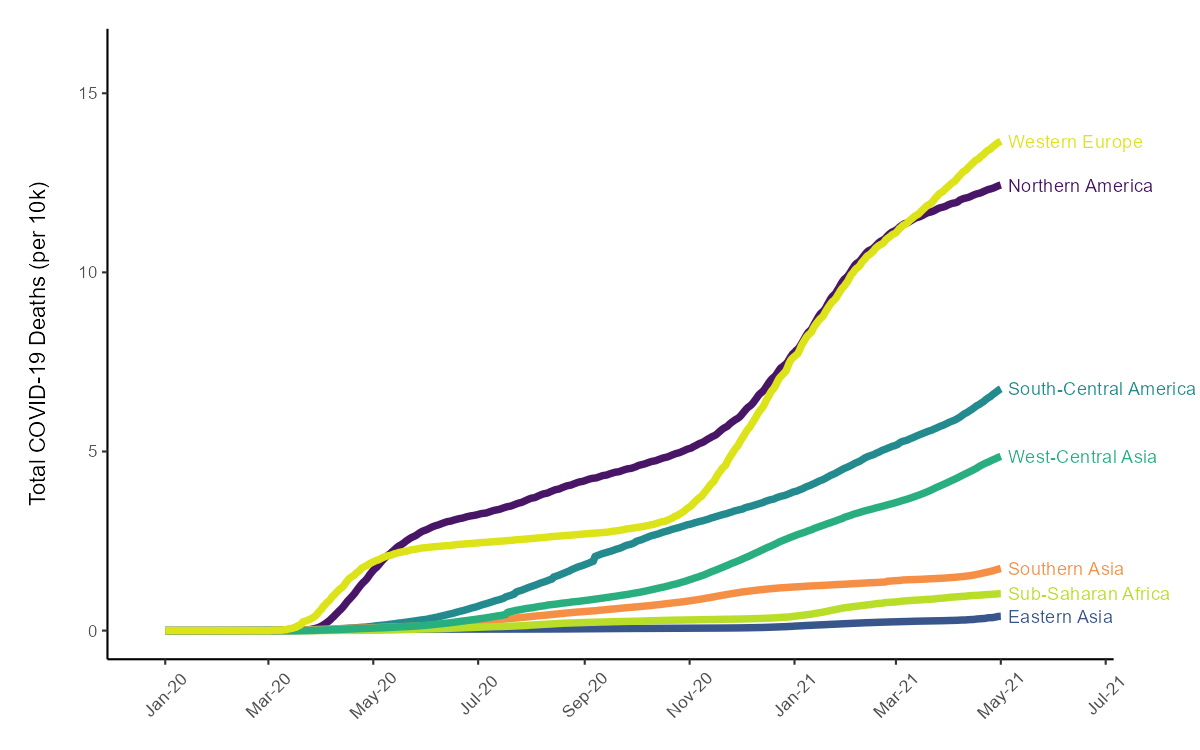 Total COVID-19 Deaths (per 10k)
15
10
5
0
Western Europe
Northern America
South-Central America
West-Central Asia
Southern Asia
Sub-Saharan Africa
Eastern Asia
Jan-20
Mar-20
May-20
Jul-20
Sep-20
Nov-20
Jan-21
Mar-21
May-21
Jul-21